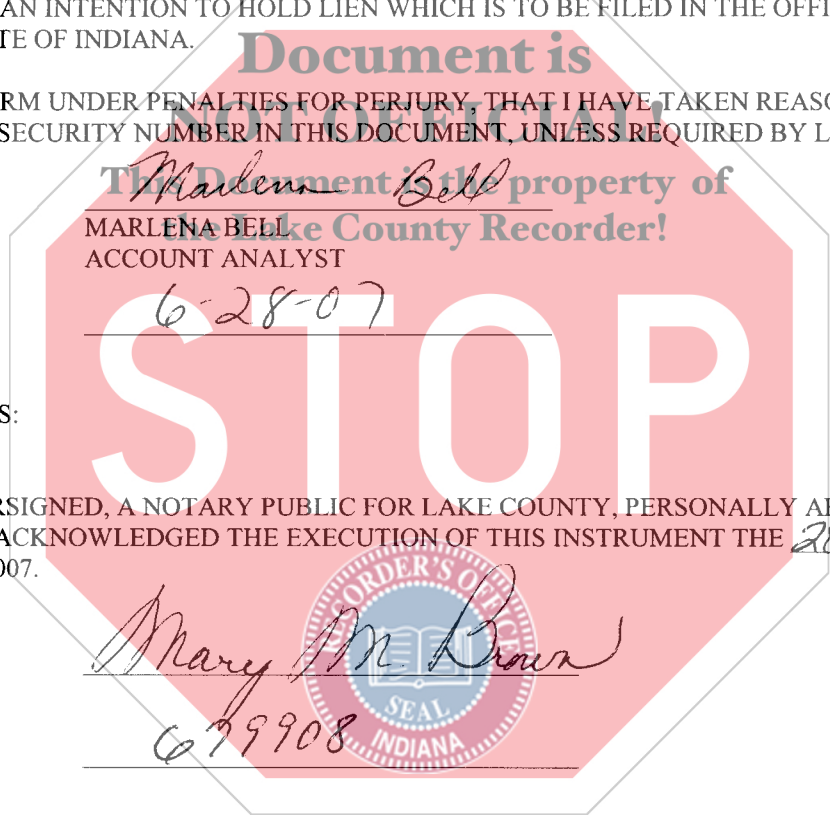 AN INTENTION TO HOLD LIEN WHICH IS TO BE FILED IN THE OFFI
TE OF INDIANA.
Document is
RM UNDER PENALTIES FOR PERJURY, THAT I HAVE TAKEN REASO
NOT OFFICIAL!
SECURITY NUMBER IN THIS DOCUMENT, UNLESS REQUIRED BY L
Marlena Bell
This Document is the property of
MARLENA BELL
the Lake County Recorder!
ACCOUNT ANALYST
6-28-07
STOP
S:
RSIGNED, A NOTARY PUBLIC FOR LAKE COUNTY, PERSONALLY AP
ACKNOWLEDGED THE EXECUTION OF THIS INSTRUMENT THE
007.
RECORDER'S OFFICE
Mary M. Brown
SEAL
INDIANA
679908